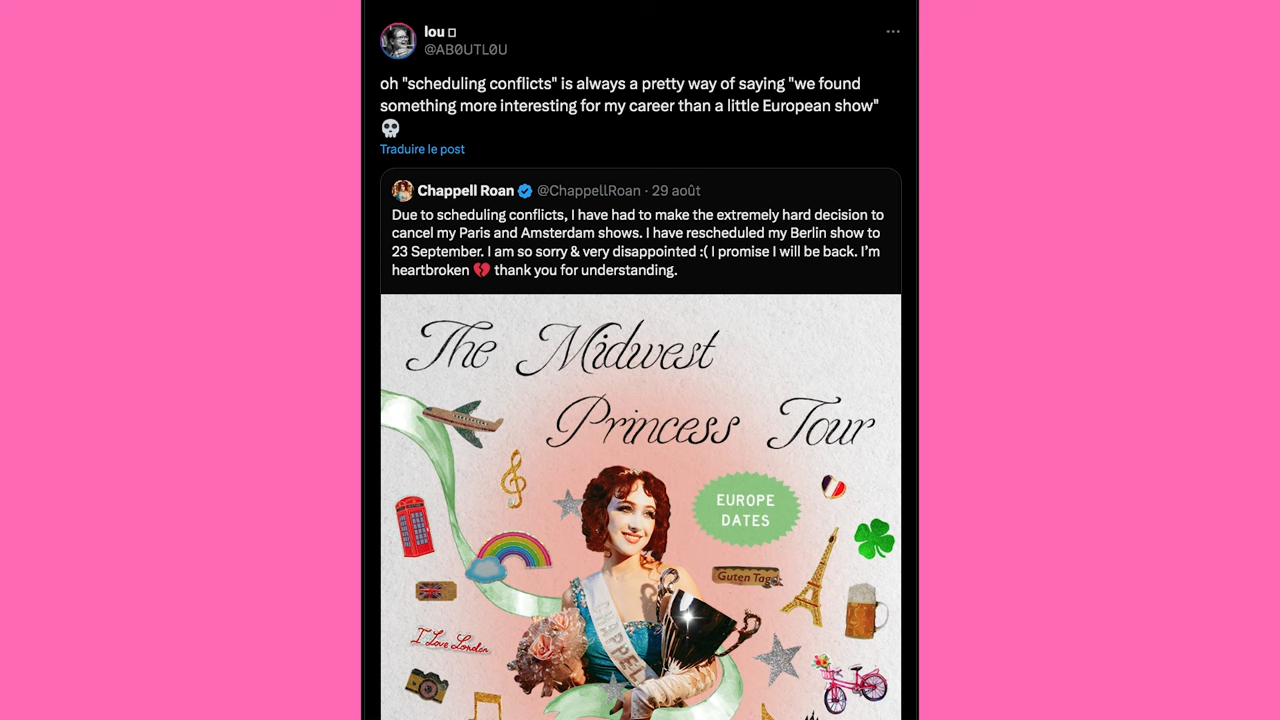 lou
@AB0UTL0U
oh "scheduling conflicts" is always a pretty way of saying "we found
something more interesting for my career than a little European show"
💀
Traduire le post
Chappell Roan @ChappellRoan · 29 août
Due to scheduling conflicts, I have had to make the extremely hard decision to
cancel my Paris and Amsterdam shows. I have rescheduled my Berlin show to
23 September. I am so sorry & very disappointed :( I promise I will be back. I’m
heartbroken 💔 thank you for understanding.
The Midwest
Princess Tour
EUROPE
DATES
Guten Tag
I Love London
CHAPPEL